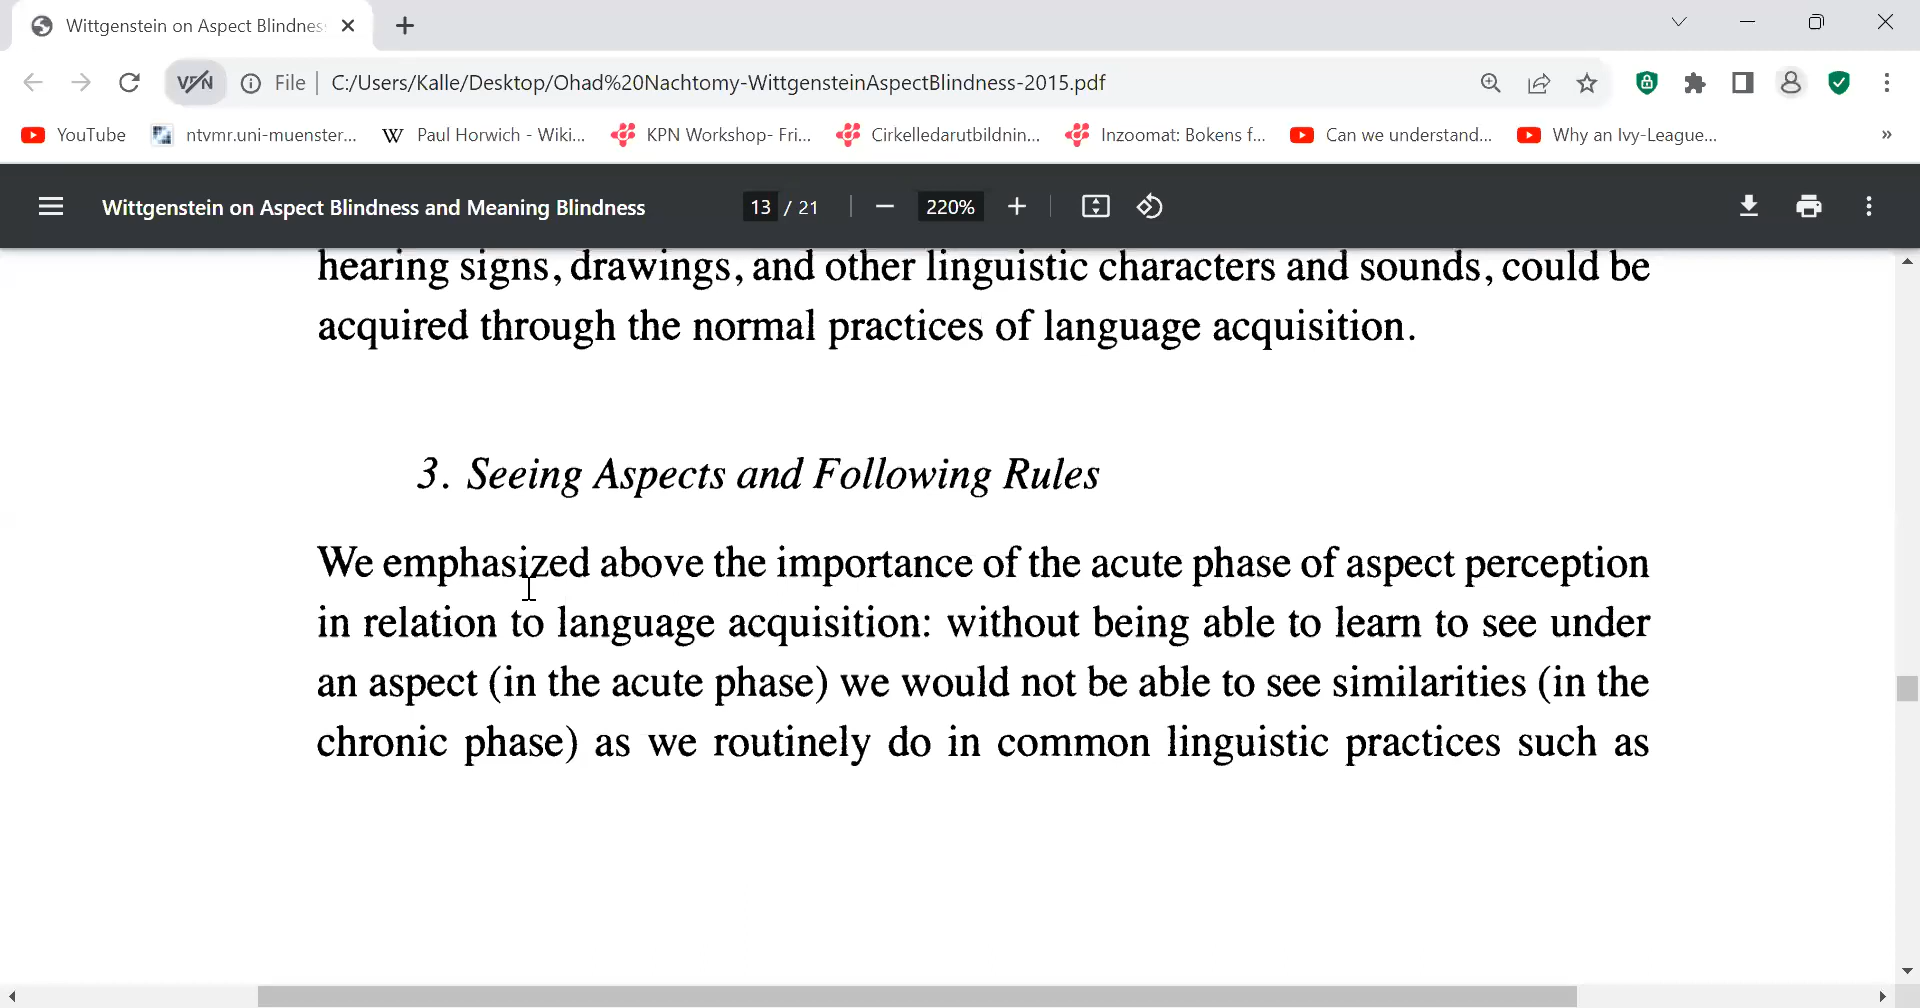 Wittgenstein on Aspect Blindnes
VPN File C:/Users/Kalle/Desktop/Ohad%20Nachtomy-WittgensteinAspectBlindness-2015.pdf
YouTube ntvmr.uni-muenster... W Paul Horwich - Wiki... KPN Workshop- Fri... Cirkelledarutbildnin... Inzoomat: Bokens f... Can we understand... Why an Ivy-League... »
Wittgenstein on Aspect Blindness and Meaning Blindness 13 / 21 220%
hearing signs, drawings, and other linguistic characters and sounds, could be
acquired through the normal practices of language acquisition.
3. Seeing Aspects and Following Rules
We emphasized above the importance of the acute phase of aspect perception
in relation to language acquisition: without being able to learn to see under
an aspect (in the acute phase) we would not be able to see similarities (in the
chronic phase) as we routinely do in common linguistic practices such as